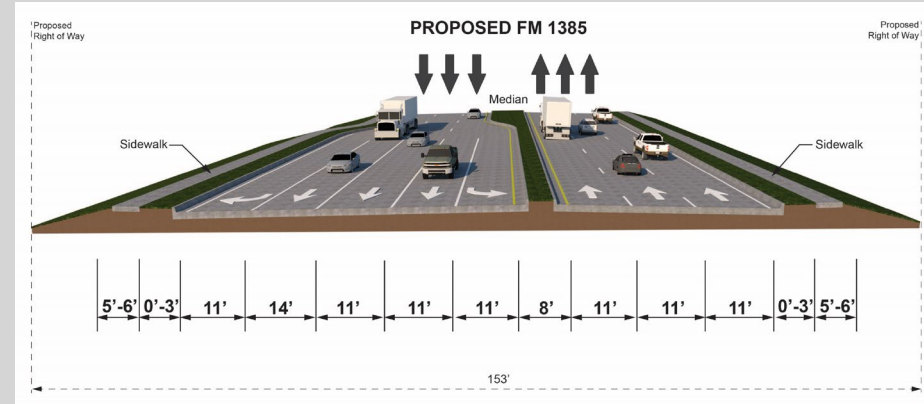 Proposed
Right of Way
PROPOSED FM 1385
Proposed
Right of Way
Median
Sidewalk
Sidewalk
5'-6' 0'-3' 11' 14' 11' 11' 11' 8' 11' 11' 11' 0'-3' 5'-6'
153'